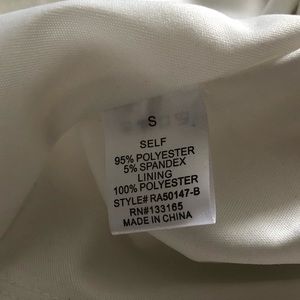 S
SELF
95% POLYESTER
5% SPANDEX
LINING
100% POLYESTER
STYLE# RA50147-B
RN#133165
MADE IN CHINA